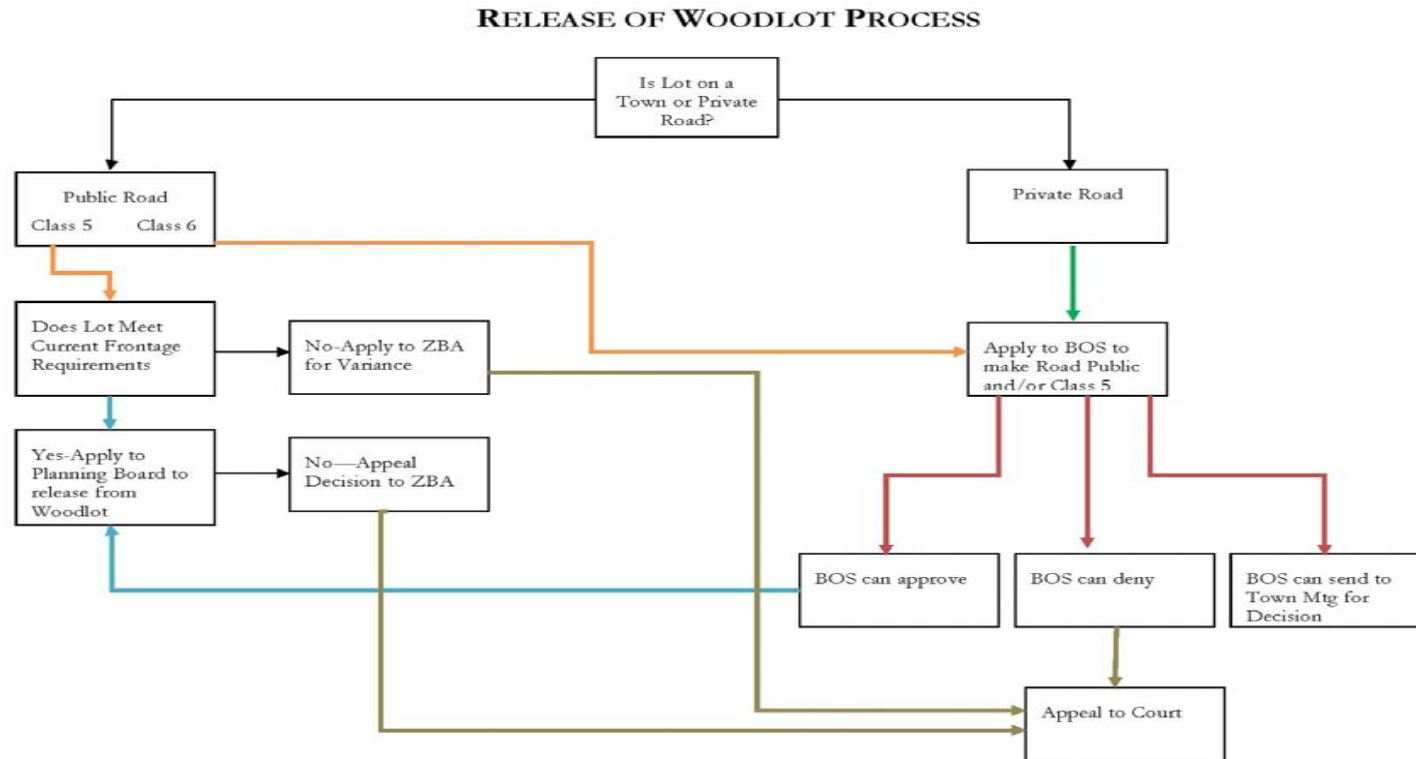 RELEASE OF WOODLOT PROCESS
Is Lot on a
Town or Private
Road?
Public Road
Class 5 Class 6
Private Road
Does Lot Meet
Current Frontage
Requirements
No-Apply to ZBA
for Variance
Apply to BOS to
make Road Public
and/or Class 5
Yes-Apply to
Planning Board to
release from
Woodlot
No—Appeal
Decision to ZBA
BOS can approve
BOS can deny
BOS can send to
Town Mtg for
Decision
Appeal to Court